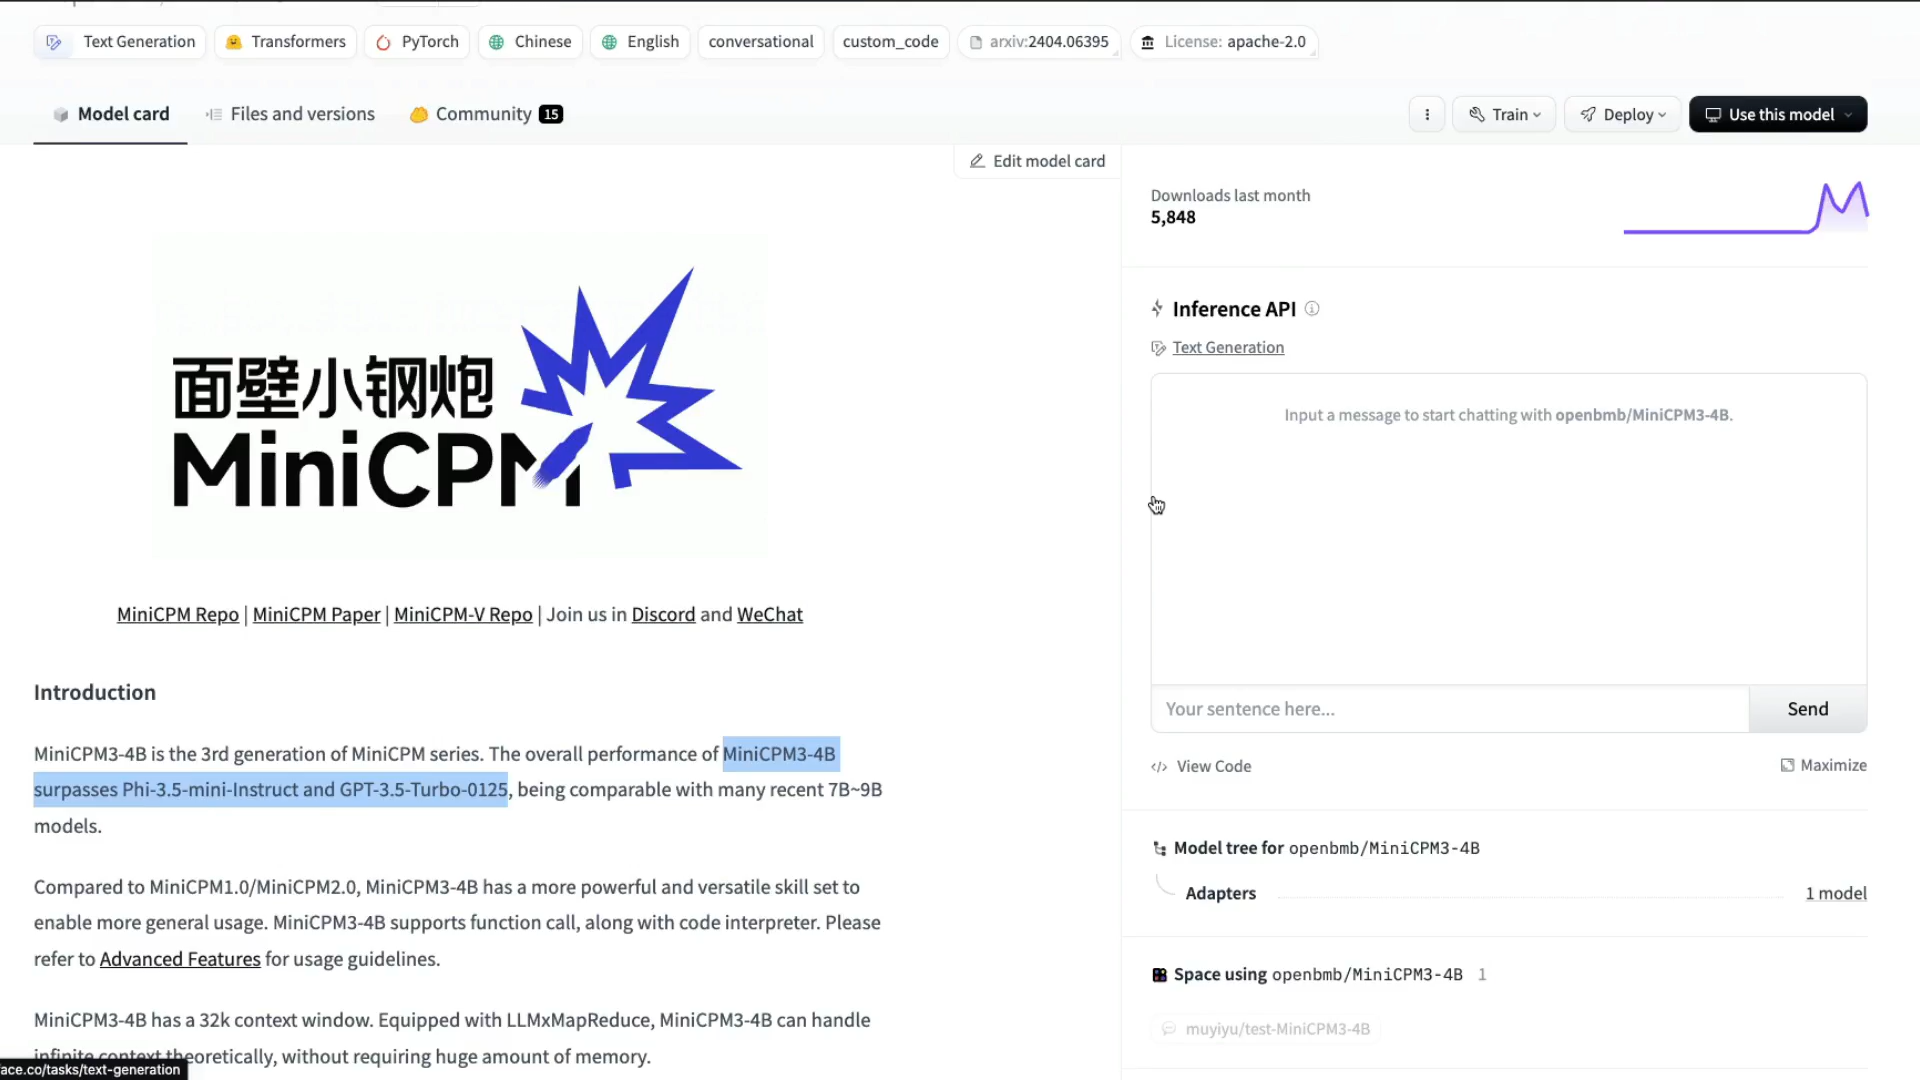 Text Generation
Transformers
PyTorch
Chinese
English
conversational
custom_code
arxiv:2404.06395
License: apache-2.0
Model card
Files and versions
Community 15
Train
Deploy
Use this model
Edit model card
面壁小钢炮
MiniCPM
MiniCPM Repo | MiniCPM Paper | MiniCPM-V Repo | Join us in Discord and WeChat
Introduction
MiniCPM3-4B is the 3rd generation of MiniCPM series. The overall performance of MiniCPM3-4B
surpasses Phi-3.5-mini-Instruct and GPT-3.5-Turbo-0125, being comparable with many recent 7B~9B
models.
Compared to MiniCPM1.0/MiniCPM2.0, MiniCPM3-4B has a more powerful and versatile skill set to
enable more general usage. MiniCPM3-4B supports function call, along with code interpreter. Please
refer to Advanced Features for usage guidelines.
MiniCPM3-4B has a 32k context window. Equipped with LLMxMapReduce, MiniCPM3-4B can handle
infinite context theoretically, without requiring huge amount of memory.
ace.co/tasks/text-generation
Downloads last month
5,848
Inference API
Text Generation
Input a message to start chatting with openbmb/MiniCPM3-4B.
Your sentence here...
Send
View Code
Maximize
Model tree for openbmb/MiniCPM3-4B
Adapters
1 model
Space using openbmb/MiniCPM3-4B 1
muyiyu/test-MiniCPM3-4B